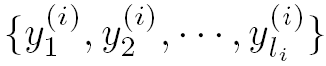 \{y_1^{(i)}, y_2^{(i)}, \cdots, y_{l_i}^{(i)}\}